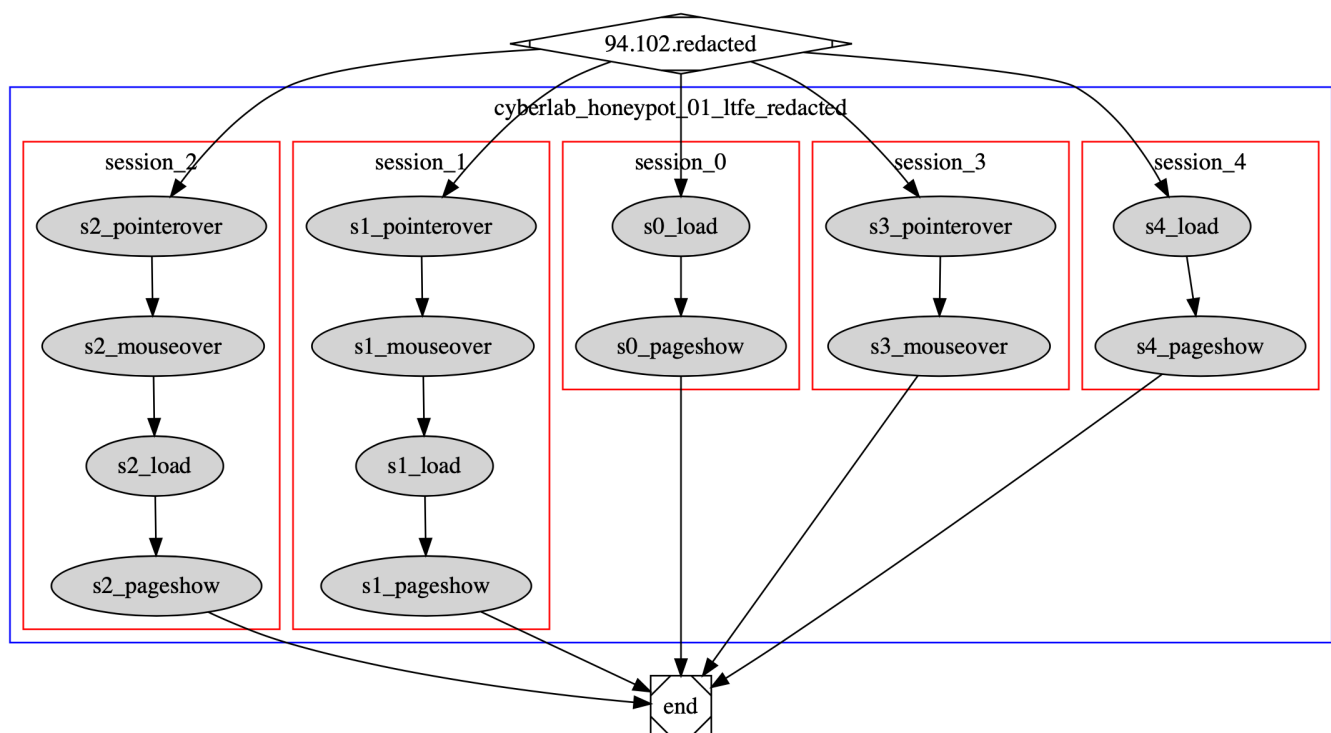 94.102.redacted
cyberlab_honeypot_01_ltfe_redacted
session_2
session_1
session_0
session_3
session_4
s2_pointerover
s1_pointerover
s0_load
s3_pointerover
s4_load
s2_mouseover
s1_mouseover
s0_pageshow
s3_mouseover
s4_pageshow
s2_load
s1_load
s2_pageshow
s1_pageshow
end